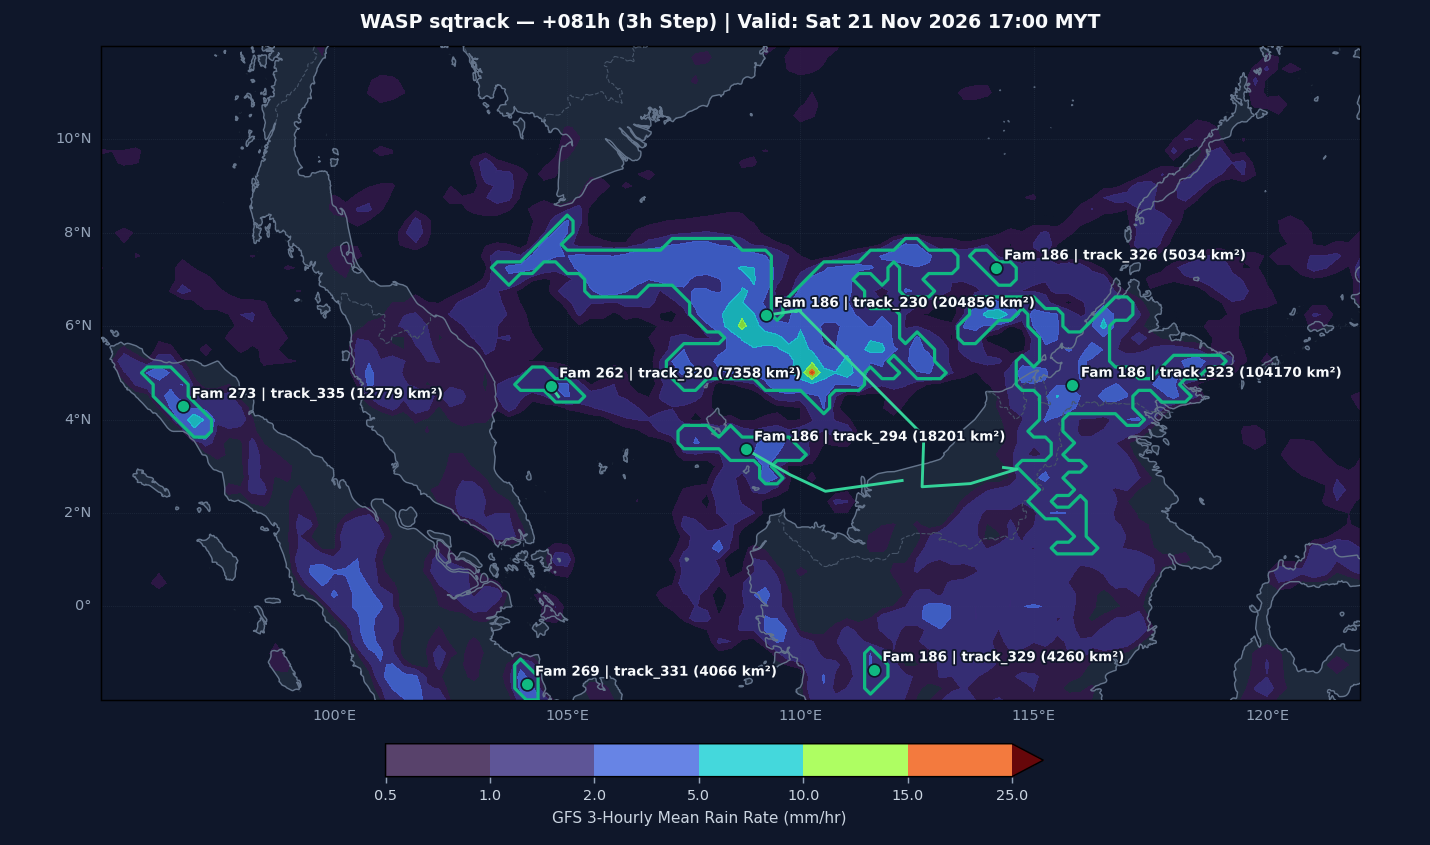 WASP sqtrack — +081h (3h Step) | Valid: Sat 21 Nov 2026 17:00 MYT
10°N
8°N
6°N
4°N
2°N
0°
Fam 186 | track_326 (5034 km²)
Fam 186 | track_230 (204856 km²)
Fam 262 | track_320 (7358 km²)
Fam 186 | track_323 (104170 km²)
Fam 273 | track_335 (12779 km²)
Fam 186 | track_294 (18201 km²)
Fam 186 | track_329 (4260 km²)
Fam 269 | track_331 (4066 km²)
100°E 105°E 110°E 115°E 120°E
0.5 1.0 2.0 5.0 10.0 15.0 25.0
GFS 3-Hourly Mean Rain Rate (mm/hr)